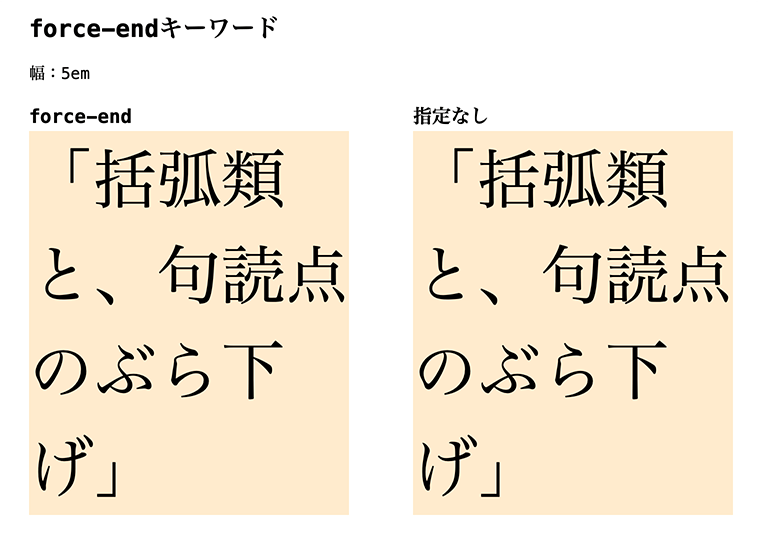 force-endキーワード
幅：5em
force-end
「括弧類
と、句読点
のぶら下
げ」
指定なし
「括弧類
と、句読点
のぶら下
げ」